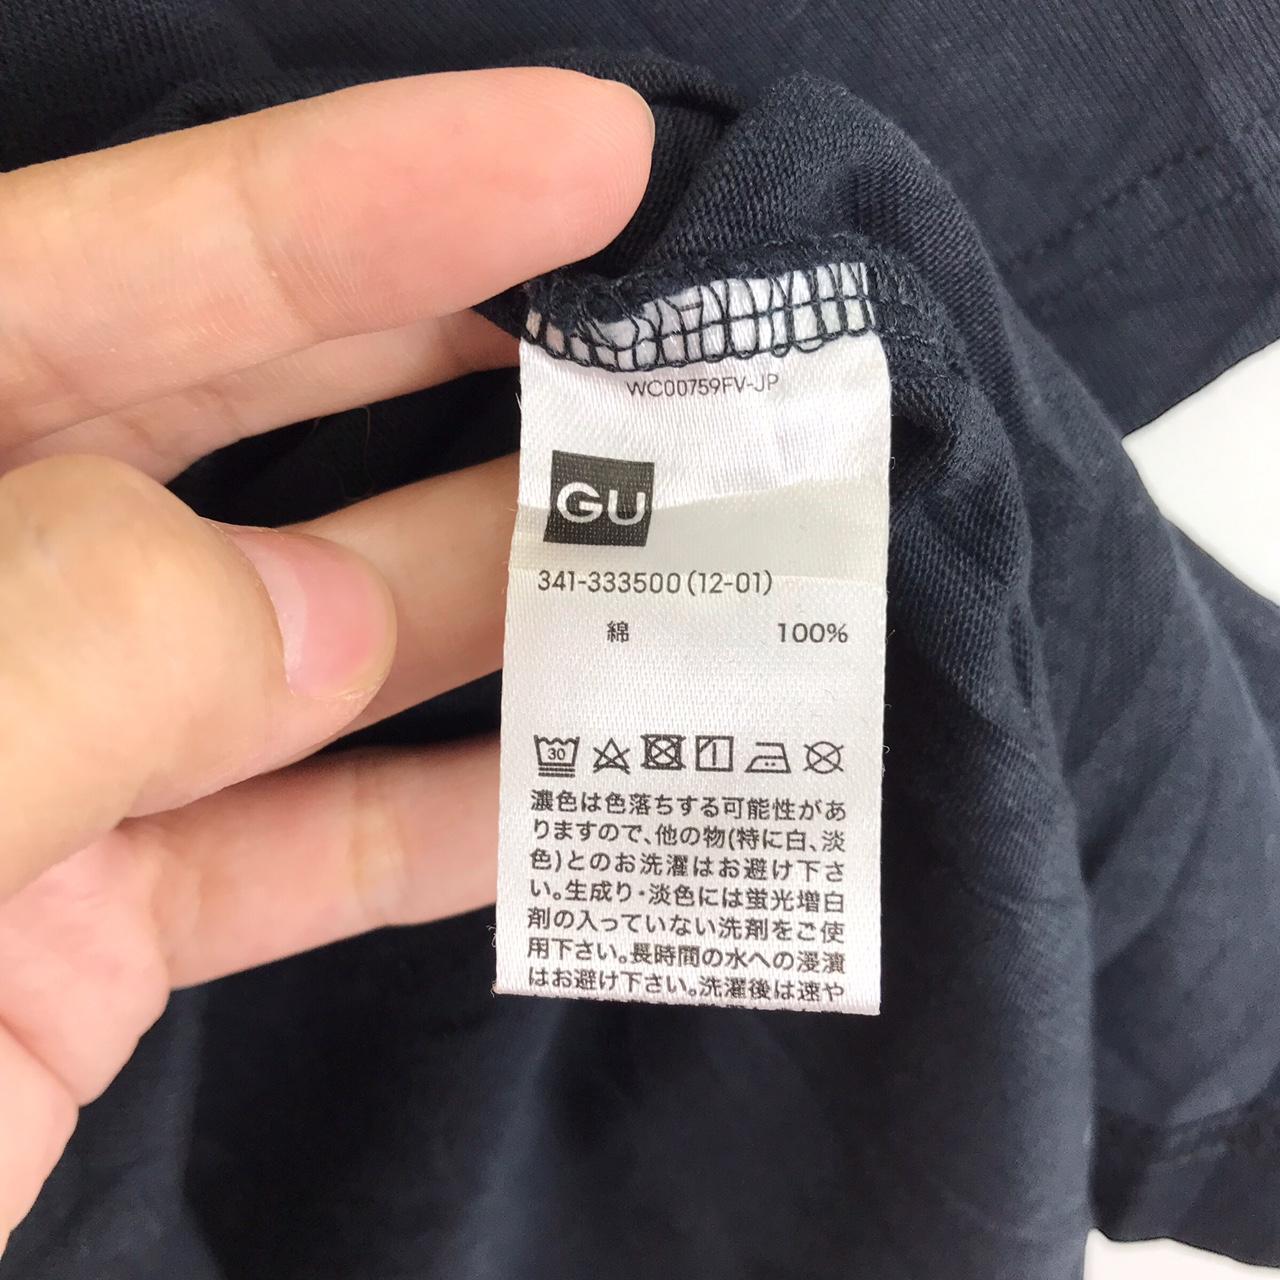 WC00759FV-JP
GU
341-333500(12-01)
綿 100%
30
濃色は色落ちする可能性があ
りますので、他の物(特に白、淡
色)とのお洗濯はお避け下さ
い。生成り・淡色には蛍光増白
剤の入っていない洗剤をご使
用下さい。長時間の水への浸漬
はお避け下さい。洗濯後は速や